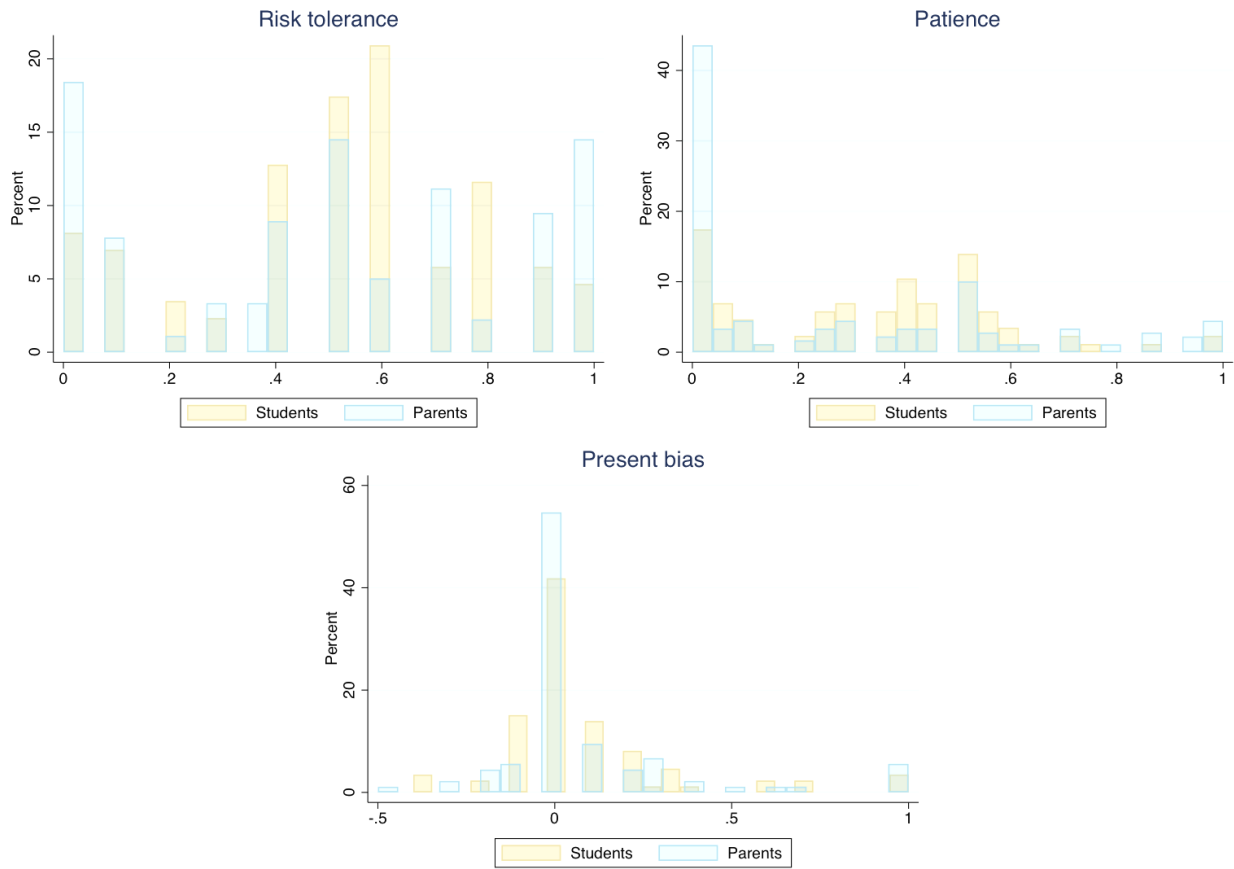 Risk tolerance
Percent
20
15
10
5
0
0 .2 .4 .6 .8 1
Students Parents
Patience
Percent
40
30
20
10
0
0 .2 .4 .6 .8 1
Students Parents
Present bias
Percent
60
40
20
0
-.5 0 .5 1
Students Parents